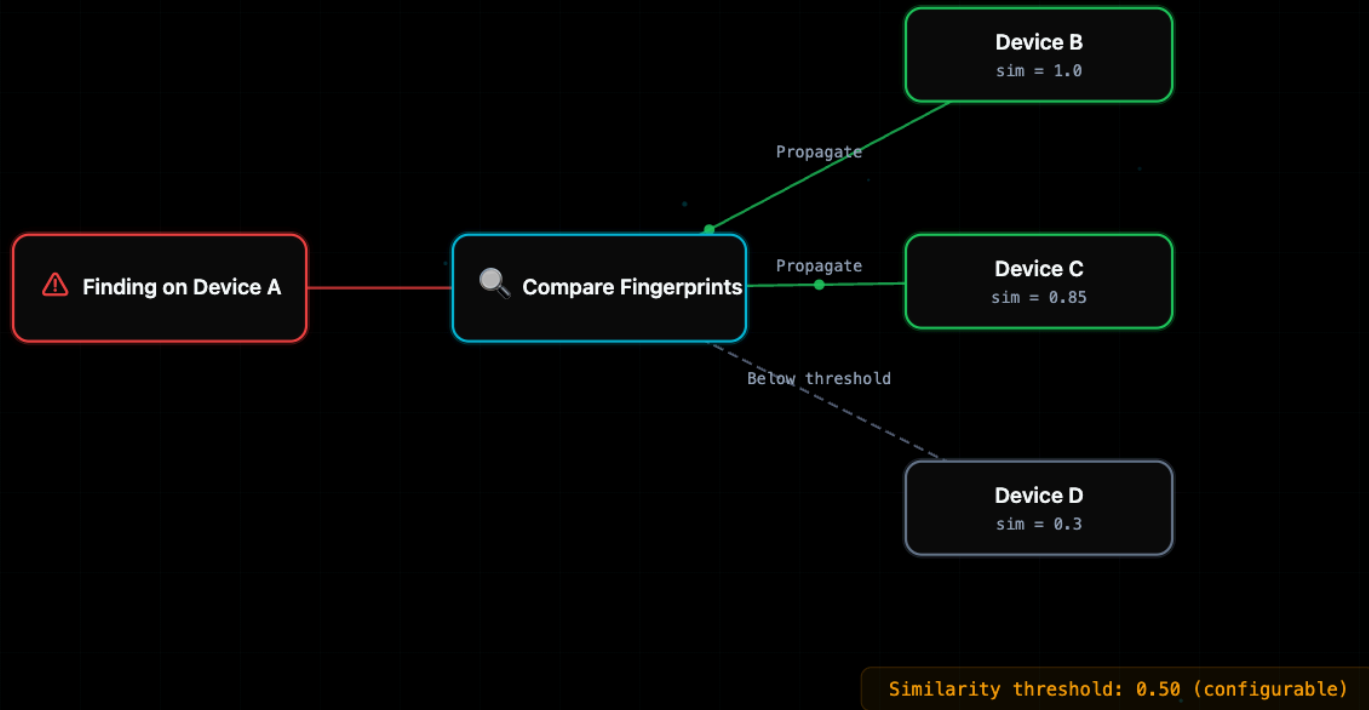 Device B
sim = 1.0
Propagate
Finding on Device A
Compare Fingerprints
Propagate
Device C
sim = 0.85
Below threshold
Device D
sim = 0.3
Similarity threshold: 0.50 (configurable)